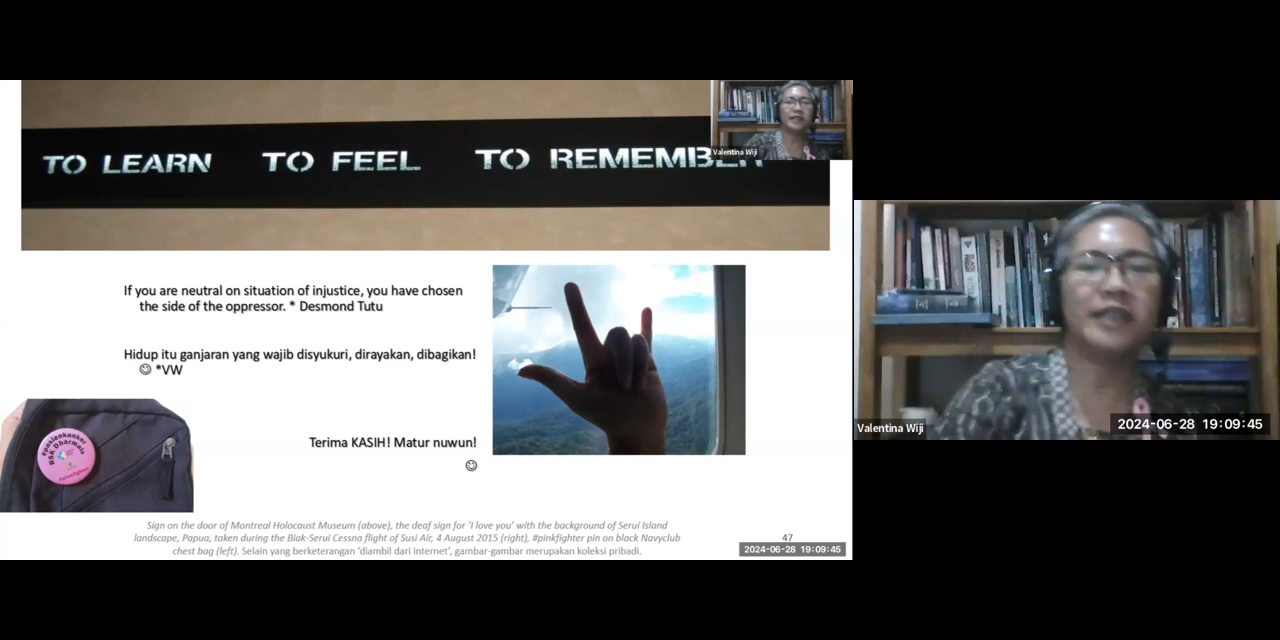 TO LEARN TO FEEL TO REMEMBER
Valentina Wiji
If you are neutral on situation of injustice, you have chosen
the side of the oppressor. * Desmond Tutu
Hidup itu ganjaran yang wajib disyukuri, dirayakan, dibagikan!
☺ *VW
#pasienkanker
RSK Dharmais
#pinkfighter
Terima KASIH! Matur nuwun!
☺
Sign on the door of Montreal Holocaust Museum (above), the deaf sign for 'I love you' with the background of Serui Island
landscape, Papua, taken during the Biak-Serui Cessna flight of Susi Air, 4 August 2015 (right), #pinkfighter pin on black Navyclub
chest bag (left). Selain yang berketerangan 'diambil dari internet', gambar-gambar merupakan koleksi pribadi.
47
2024-06-28 19:09:45
Valentina Wiji
2024-06-28 19:09:45